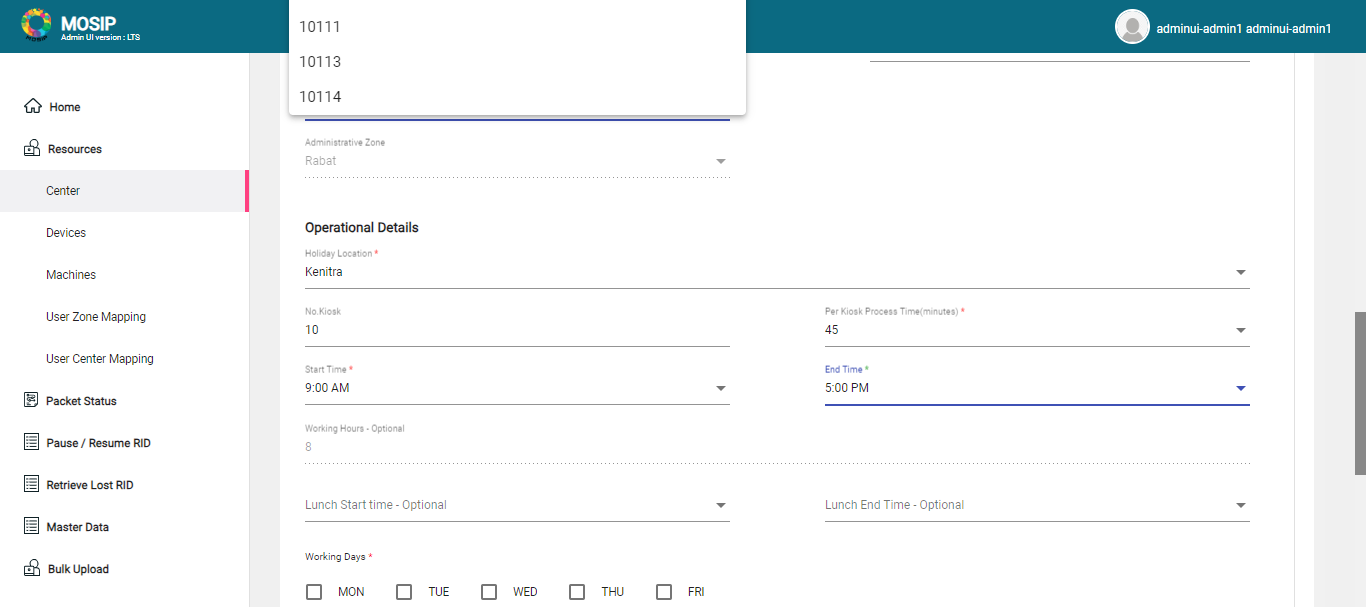 MOSIP
Admin UI version : LTS
adminui-admin1 adminui-admin1
10111
10113
10114
Home
Resources
Center
Devices
Machines
User Zone Mapping
User Center Mapping
Packet Status
Pause / Resume RID
Retrieve Lost RID
Master Data
Bulk Upload
Administrative Zone
Rabat
Operational Details
Holiday Location *
Kenitra
No.Kiosk
10
Per Kiosk Process Time(minutes) *
45
Start Time *
9:00 AM
End Time *
5:00 PM
Working Hours - Optional
8
Lunch Start time - Optional
Lunch End Time - Optional
Working Days *
MON TUE WED THU FRI